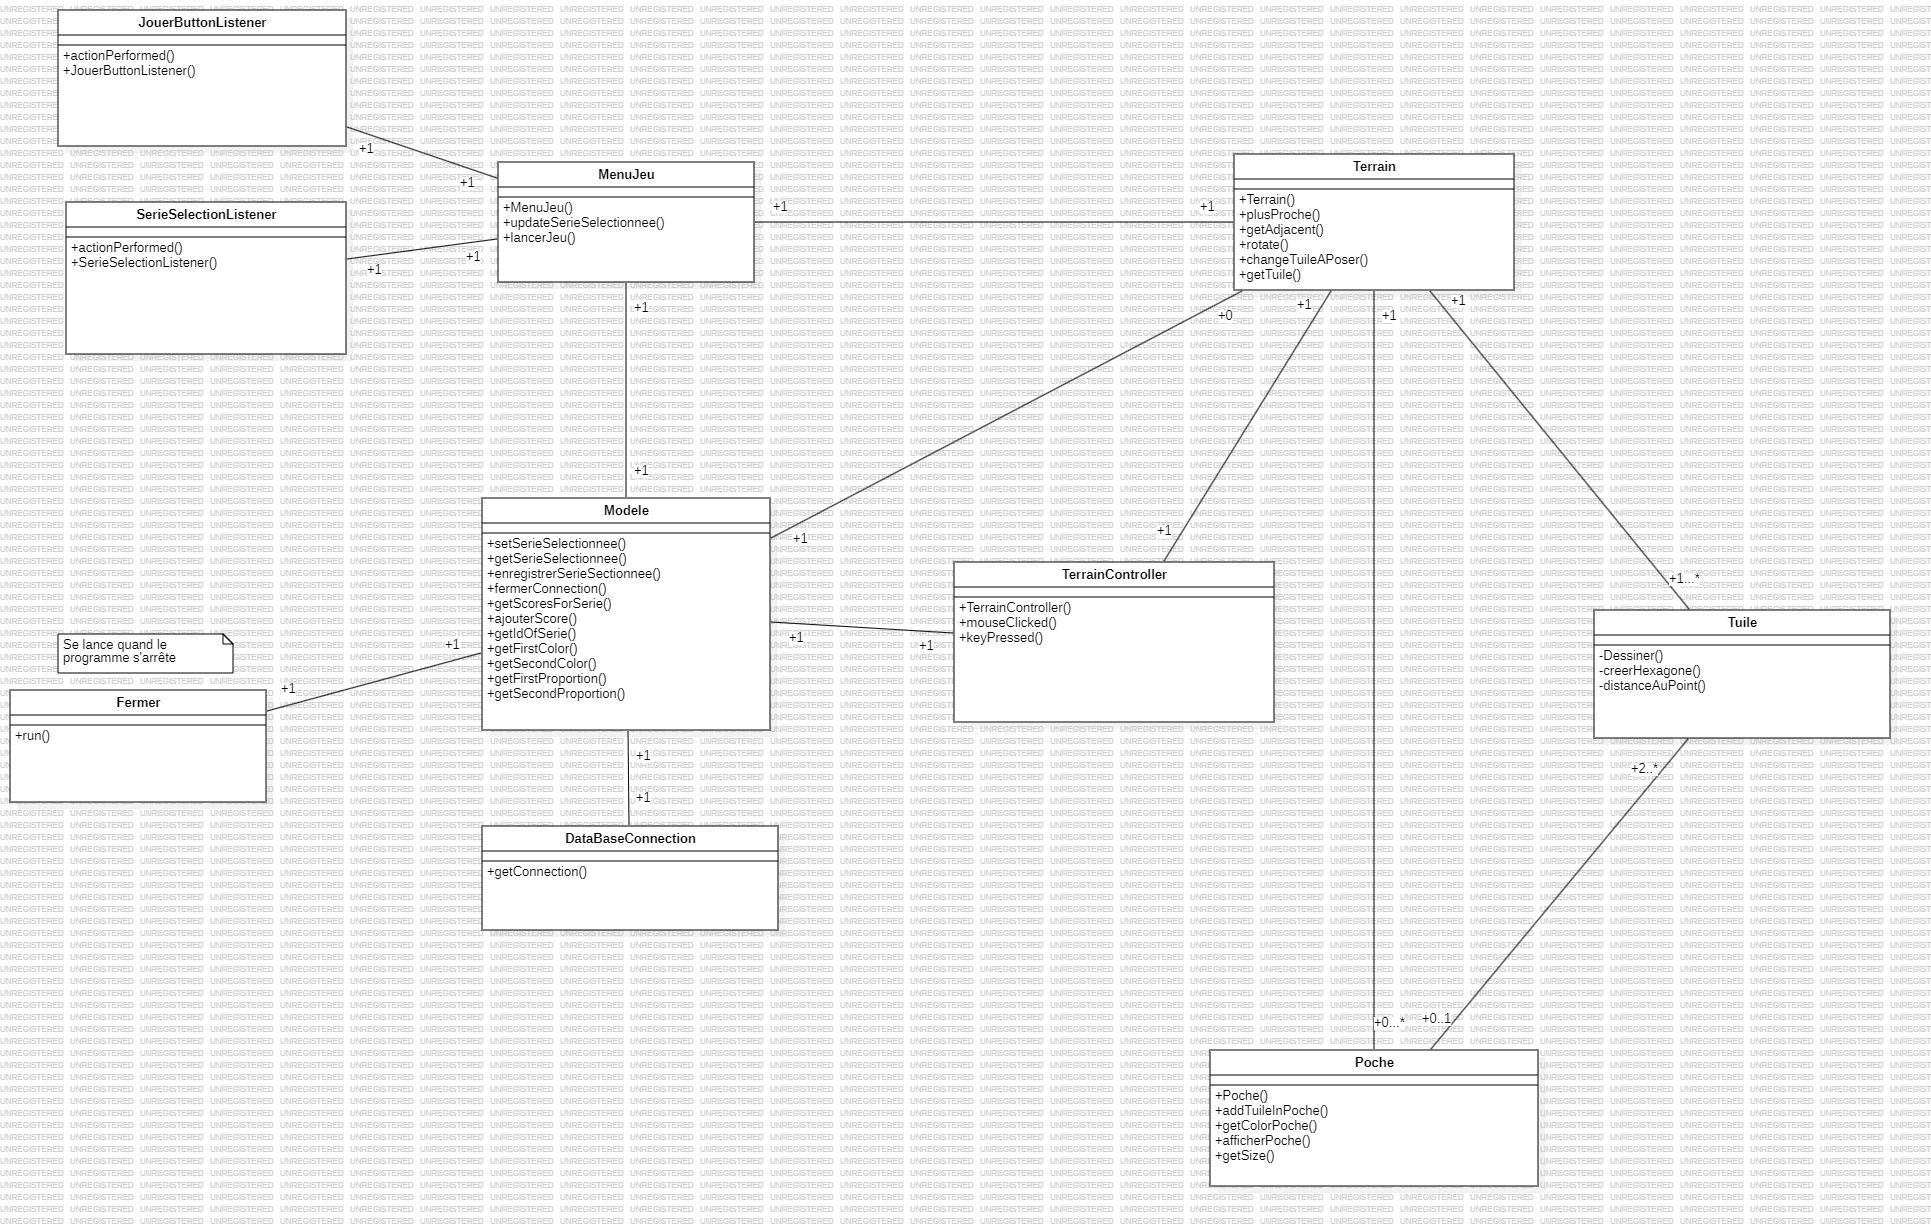 JouerButtonListener
+actionPerformed()
+JouerButtonListener()
+1
+1
SerieSelectionListener
+actionPerformed()
+SerieSelectionListener()
+1
+1
MenuJeu
+MenuJeu()
+updateSerieSelectionnee()
+lancerJeu()
+1
+1
+1
+1
Terrain
+Terrain()
+plusProche()
+getAdjacent()
+rotate()
+changeTuileAPoser()
+getTuile()
+0
+1
+1
+1
Modele
+setSerieSelectionnee()
+getSerieSelectionnee()
+enregistrerSerieSectionnee()
+fermerConnection()
+getScoresForSerie()
+ajouterScore()
+getIdOfSerie()
+getFirstColor()
+getSecondColor()
+getFirstProportion()
+getSecondProportion()
+1
+1
+1
+1
TerrainController
+TerrainController()
+mouseClicked()
+keyPressed()
+1...*
Tuile
-Dessiner()
-creerHexagone()
-distanceAuPoint()
+2..*
Se lance quand le
programme s'arrête
Fermer
+run()
+1
+1
+1
+1
DataBaseConnection
+getConnection()
+0...*
+0..1
Poche
+Poche()
+addTuileInPoche()
+getColorPoche()
+afficherPoche()
+getSize()
UNREGISTERED